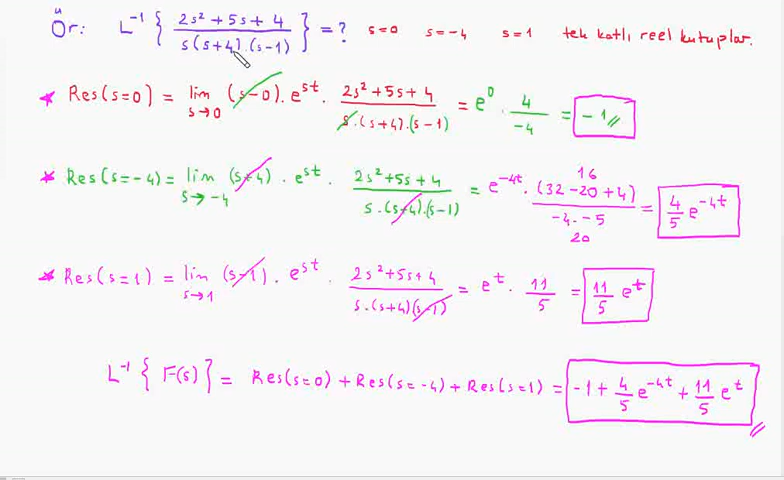 Ör: L⁻¹ { (2s² + 5s + 4) / (s(s+4).(s-1)) } = ? s=0 s=-4 s=1 tek katlı reel kutuplar.
* Res(s=0) = lim s→0 (s-0). e^st . (2s² + 5s + 4) / (s.(s+4).(s-1)) = e⁰ . 4/-4 = -1//
* Res(s=-4) = lim s→-4 (s+4) . e^st . (2s² + 5s + 4) / (s.(s+4).(s-1)) = e^-4t . (32-20+4) 16 / (-4.-5) 20 = 4/5 e^-4t
* Res(s=1) = lim s→1 (s-1) . e^st . (2s² + 5s + 4) / (s.(s+4)(s-1)) = e^t . 11/5 = 11/5 e^t
L⁻¹ { F(s) } = Res(s=0) + Res(s=-4) + Res(s=1) = -1 + 4/5 e^-4t + 11/5 e^t //